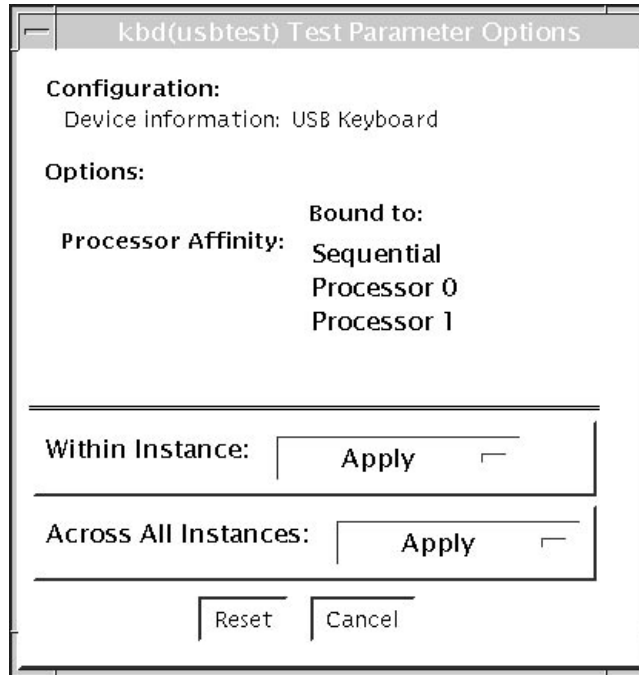 kbd(usbtest) Test Parameter Options
Configuration:
Device information: USB Keyboard
Options:
Bound to:
Processor Affinity:
Sequential
Processor 0
Processor 1
Within Instance: Apply
Across All Instances: Apply
Reset Cancel